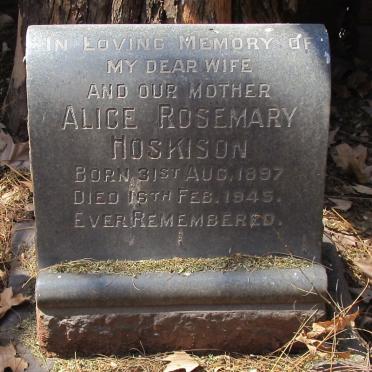 In Loving Memory of
my dear wife
and our mother
Alice Rosemary
Hoskison
Born 31st Aug. 1897
Died 16th Feb. 1945.
Ever Remembered.